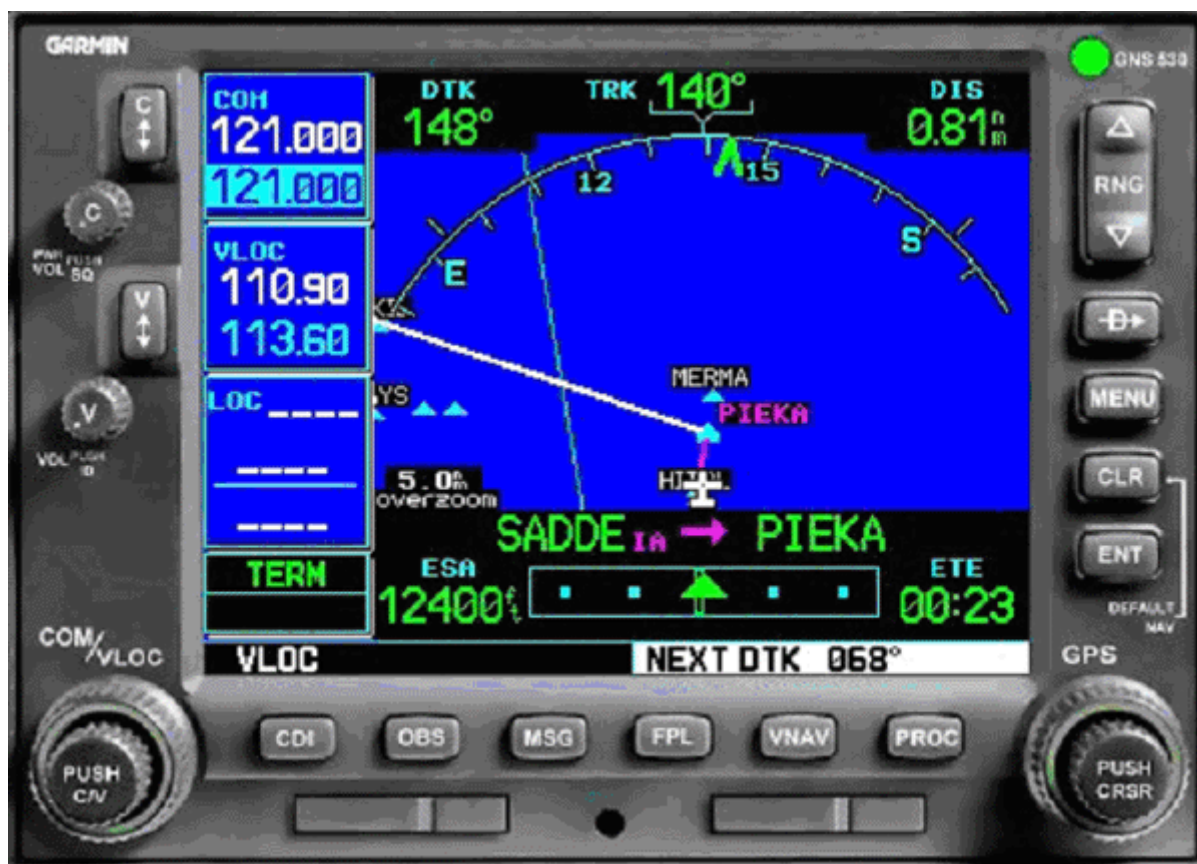 GARMIN
GNS 530
COM
121.000
121.000
VLOC
110.90
113.60
LOC
TERM
VLOC
DTK
148°
TRK 140°
DIS
0.81nm
12
15
E
S
YS
MERMA
PIEKA
5.0nm
overzoom
SADDE IA → PIEKA
ESA
12400ft
ETE
00:23
NEXT DTK 068°
C
C
PWR
VOL
PUSH
SQ
V
V
VOL
PUSH
ID
COM/VLOC
PUSH
C/V
RNG
D
MENU
CLR
ENT
DEFAULT
NAV
GPS
PUSH
CRSR
CDI
OBS
MSG
FPL
VNAV
PROC